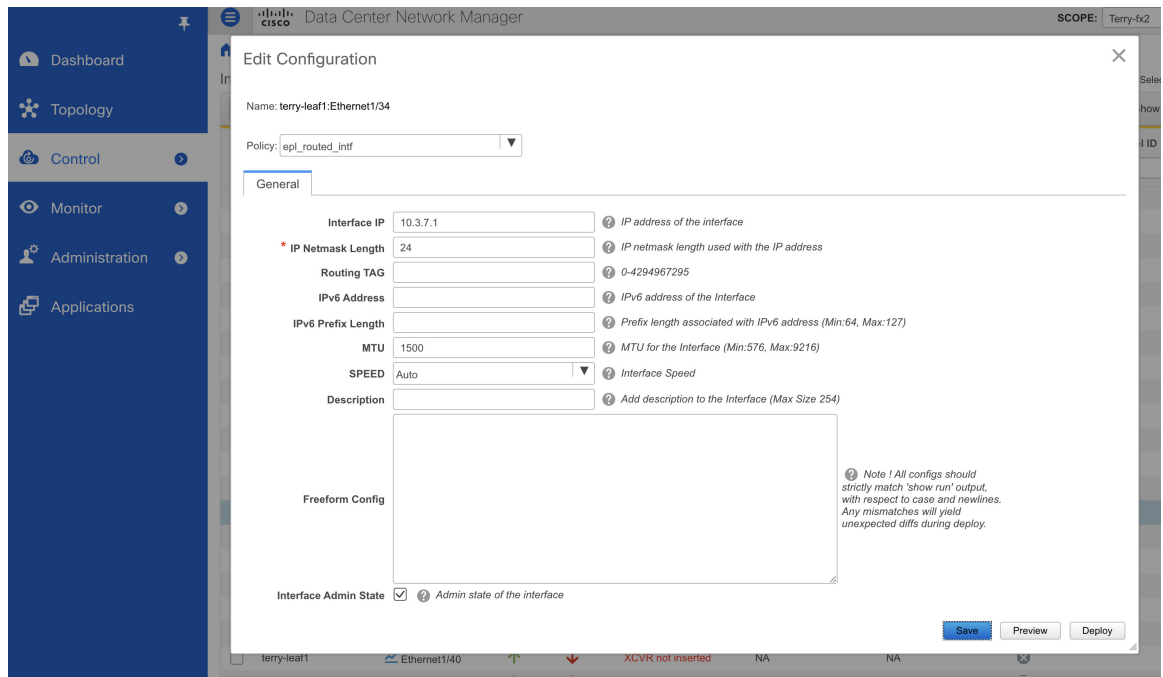 cisco Data Center Network Manager
SCOPE: Terry-fx2
Dashboard
Topology
Control
Monitor
Administration
Applications
Edit Configuration
Name: terry-leaf1:Ethernet1/34
Policy: epl_routed_intf
General
Interface IP 10.3.7.1 IP address of the interface
* IP Netmask Length 24 IP netmask length used with the IP address
Routing TAG 0-4294967295
IPv6 Address IPv6 address of the Interface
IPv6 Prefix Length Prefix length associated with IPv6 address (Min:64, Max:127)
MTU 1500 MTU for the Interface (Min:576, Max:9216)
SPEED Auto Interface Speed
Description Add description to the Interface (Max Size 254)
Freeform Config
Note ! All configs should
strictly match 'show run' output,
with respect to case and newlines.
Any mismatches will yield
unexpected diffs during deploy.
Interface Admin State Admin state of the interface
Save Preview Deploy
terry-leaf1 Ethernet1/40 XCVR not inserted NA NA